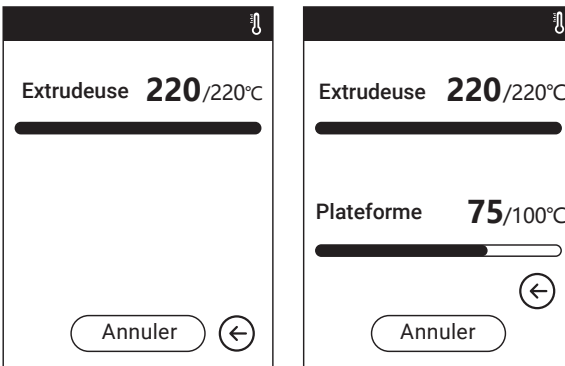 Extrudeuse 220/220℃
Annuler
Extrudeuse 220/220℃
Plateforme 75/100℃
Annuler